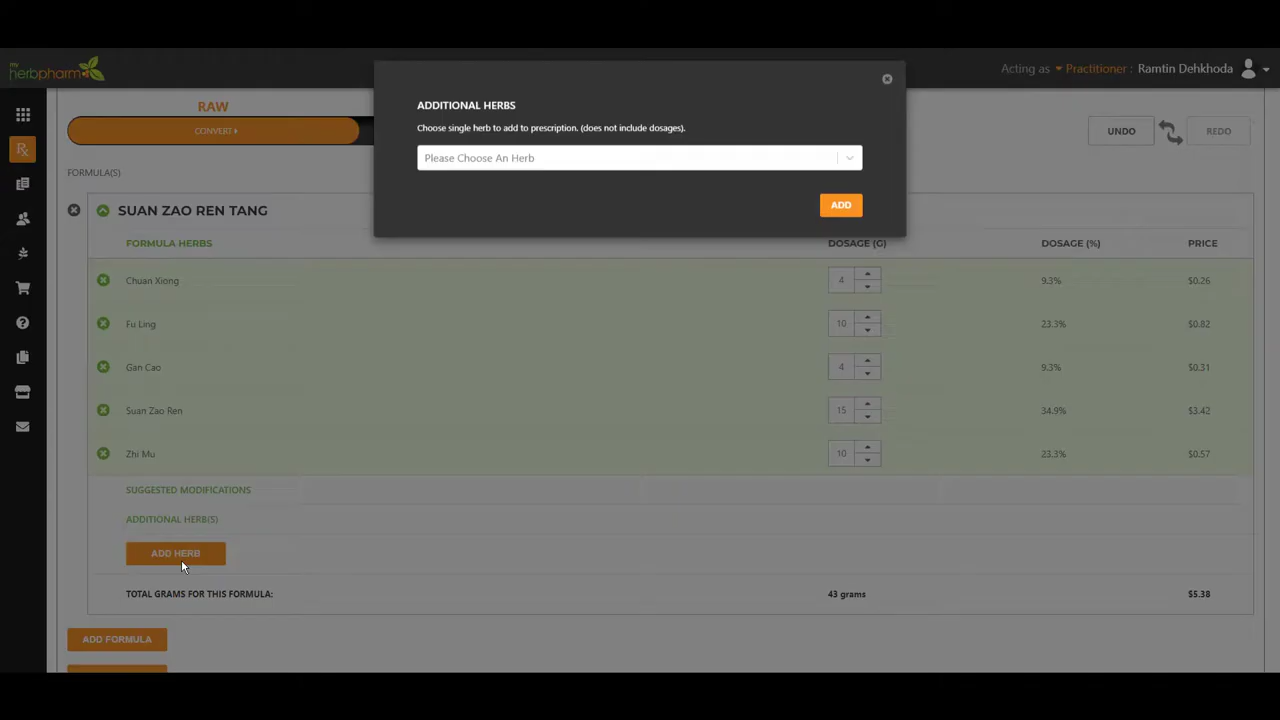 my
herbpharm
Acting as Practitioner : Ramtin Dehkhoda
ADDITIONAL HERBS
Choose single herb to add to prescription. (does not include dosages).
Please Choose An Herb
ADD
RAW
CONVERT
UNDO
REDO
FORMULA(S)
SUAN ZAO REN TANG
FORMULA HERBS DOSAGE (G) DOSAGE (%) PRICE
Chuan Xiong 4 9.3% $0.26
Fu Ling 10 23.3% $0.82
Gan Cao 4 9.3% $0.31
Suan Zao Ren 15 34.9% $3.42
Zhi Mu 10 23.3% $0.57
SUGGESTED MODIFICATIONS
ADDITIONAL HERB(S)
ADD HERB
TOTAL GRAMS FOR THIS FORMULA: 43 grams $5.38
ADD FORMULA